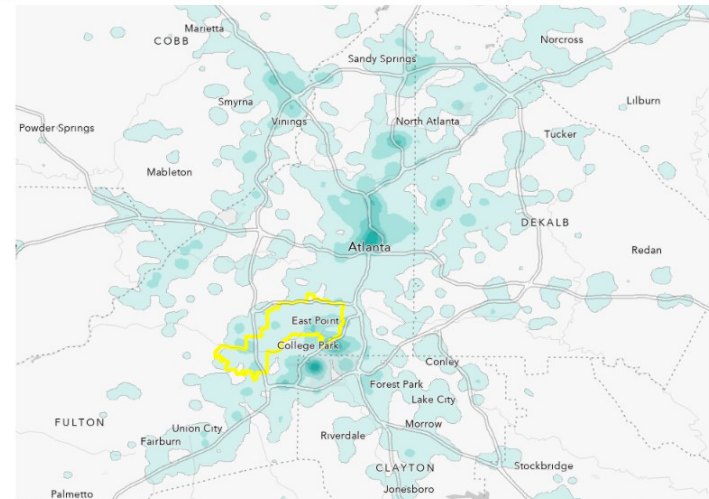 Marietta
COBB
Norcross
Sandy Springs
Smyrna
Lilburn
Vinings
North Atlanta
Powder Springs
Tucker
Mableton
DEKALB
Atlanta
Redan
East Point
College Park
Conley
Forest Park
Lake City
FULTON
Union City
Morrow
Riverdale
Fairburn
CLAYTON
Stockbridge
Palmetto
Jonesboro